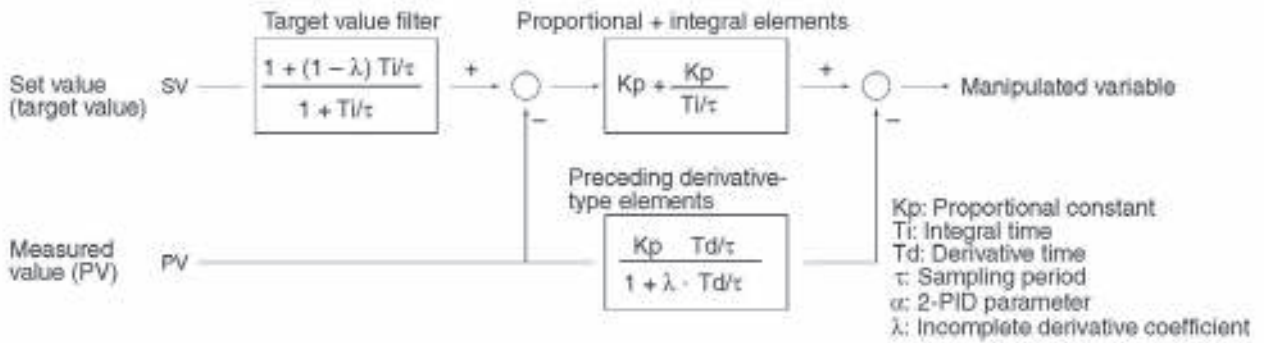 Target value filter
Proportional + integral elements
Set value
(target value)
SV
1 + (1 − λ) Ti/τ
1 + Ti/τ
+
−
Kp + Kp
Ti/τ
+
−
Manipulated variable
Preceding derivative-
type elements
Measured
value (PV)
PV
Kp Td/τ
1 + λ · Td/τ
Kp: Proportional constant
Ti: Integral time
Td: Derivative time
τ: Sampling period
α: 2-PID parameter
λ: Incomplete derivative coefficient